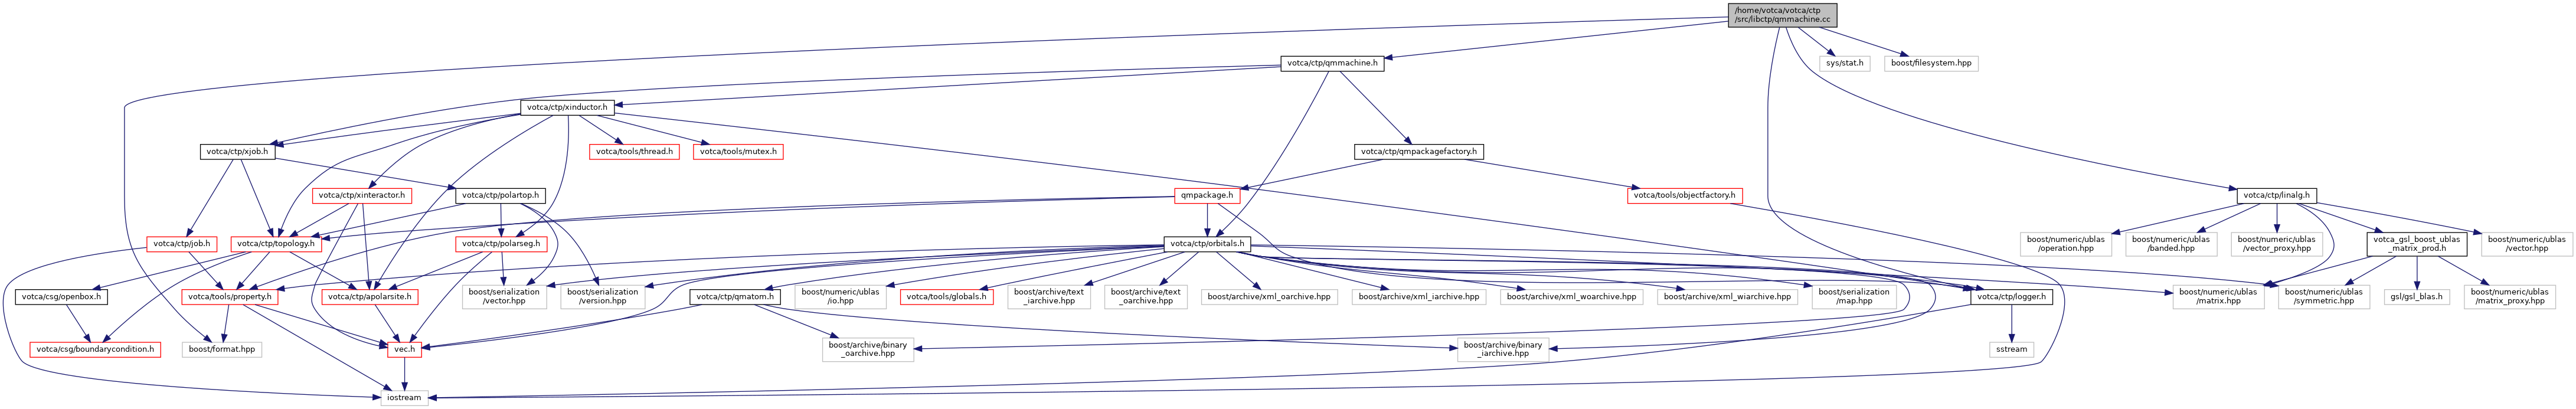 /home/votca/votca/ctp
/src/libctp/qmmachine.cc
votca/ctp/qmmachine.h
sys/stat.h
boost/filesystem.hpp
votca/ctp/xinductor.h
votca/ctp/xjob.h
votca/tools/thread.h
votca/tools/mutex.h
votca/ctp/qmpackagefactory.h
votca/ctp/xinteractor.h
votca/ctp/polartop.h
qmpackage.h
votca/tools/objectfactory.h
votca/ctp/linalg.h
votca/ctp/job.h
votca/ctp/topology.h
votca/ctp/polarseg.h
votca/ctp/orbitals.h
boost/numeric/ublas
/operation.hpp
boost/numeric/ublas
/banded.hpp
boost/numeric/ublas
/vector_proxy.hpp
votca_gsl_boost_ublas
_matrix_prod.h
boost/numeric/ublas
/vector.hpp
votca/csg/openbox.h
votca/tools/property.h
votca/ctp/apolarsite.h
boost/serialization
/vector.hpp
boost/serialization
/version.hpp
votca/ctp/qmatom.h
boost/numeric/ublas
/io.hpp
votca/tools/globals.h
boost/archive/text
_iarchive.hpp
boost/archive/text
_oarchive.hpp
boost/archive/xml_oarchive.hpp
boost/archive/xml_iarchive.hpp
boost/archive/xml_woarchive.hpp
boost/archive/xml_wiarchive.hpp
boost/serialization
/map.hpp
votca/ctp/logger.h
boost/numeric/ublas
/matrix.hpp
boost/numeric/ublas
/symmetric.hpp
gsl/gsl_blas.h
boost/numeric/ublas
/matrix_proxy.hpp
votca/csg/boundarycondition.h
boost/format.hpp
vec.h
boost/archive/binary
_oarchive.hpp
boost/archive/binary
_iarchive.hpp
sstream
iostream